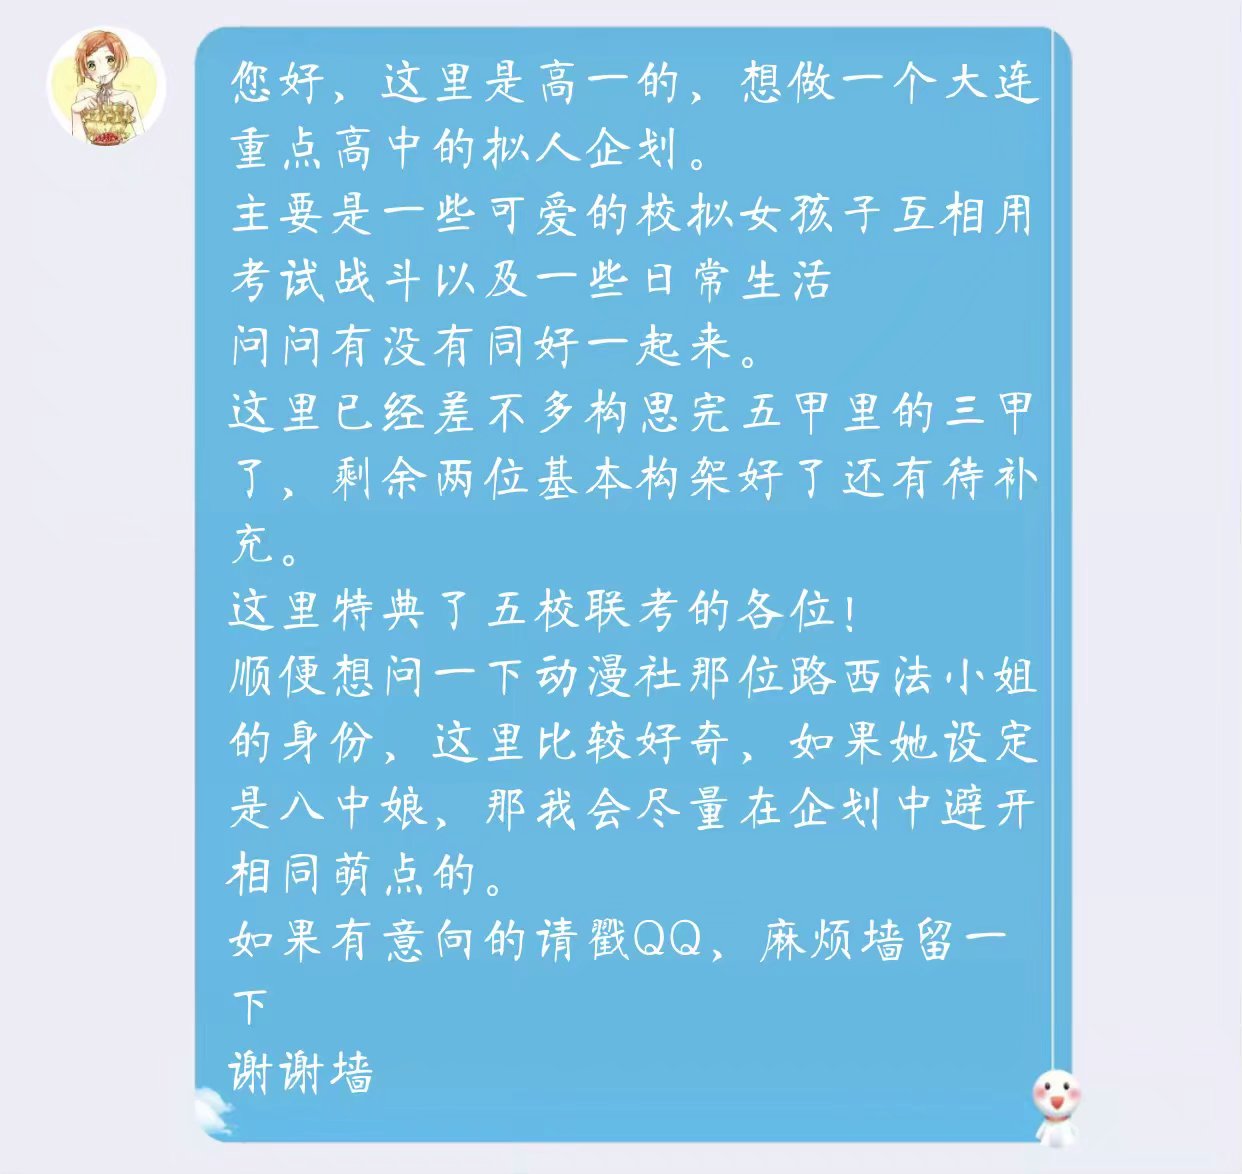 您好，这里是高一的，想做一个大连
重点高中的拟人企划。
主要是一些可爱的校拟女孩子互相用
考试战斗以及一些日常生活
问问有没有同好一起来。
这里已经差不多构思完五甲里的三甲
了，剩余两位基本构架好了还有待补
充。
这里特典了五校联考的各位！
顺便想问一下动漫社那位路西法小姐
的身份，这里比较好奇，如果她设定
是八中娘，那我会尽量在企划中避开
相同萌点的。
如果有意向的请戳QQ，麻烦墙留一
下
谢谢墙